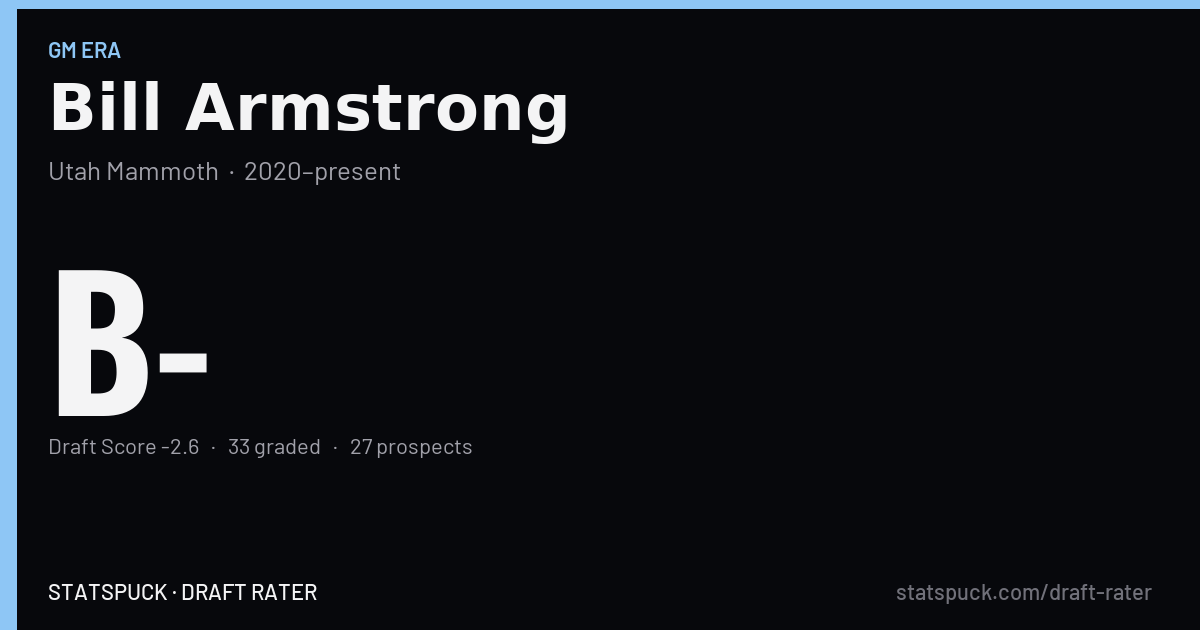 GM ERA
Bill Armstrong
Utah Mammoth · 2020–present
B-
Draft Score -2.6 · 33 graded · 27 prospects
STATSPUCK · DRAFT RATER
statspuck.com/draft-rater